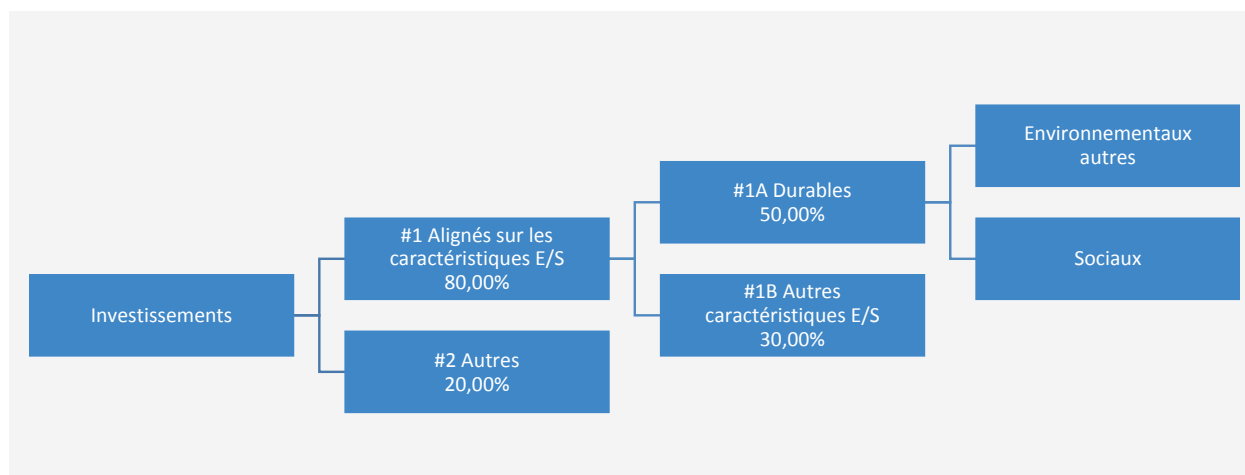 Investissements
#1 Alignés sur les
caractéristiques E/S
80,00%
#2 Autres
20,00%
#1A Durables
50,00%
#1B Autres
caractéristiques E/S
30,00%
Environnementaux
autres
Sociaux